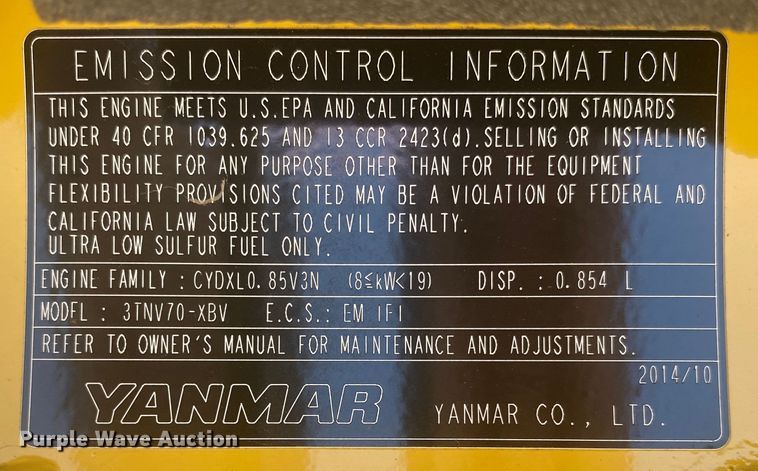 EMISSION CONTROL INFORMATION
THIS ENGINE MEETS U.S.EPA AND CALIFORNIA EMISSION STANDARDS
UNDER 40 CFR 1039.625 AND 13 CCR 2423(d).SELLING OR INSTALLING
THIS ENGINE FOR ANY PURPOSE OTHER THAN FOR THE EQUIPMENT
FLEXIBILITY PROVISIONS CITED MAY BE A VIOLATION OF FEDERAL AND
CALIFORNIA LAW SUBJECT TO CIVIL PENALTY.
ULTRA LOW SULFUR FUEL ONLY.
ENGINE FAMILY : CYDXL0.85V3N (8≤kW<19) DISP. : 0.854 L
MODEL : 3TNV70-XBV E.C.S.: EM IFI
REFER TO OWNER'S MANUAL FOR MAINTENANCE AND ADJUSTMENTS.
2014/10
YANMAR YANMAR CO., LTD.
Purple Wave Auction